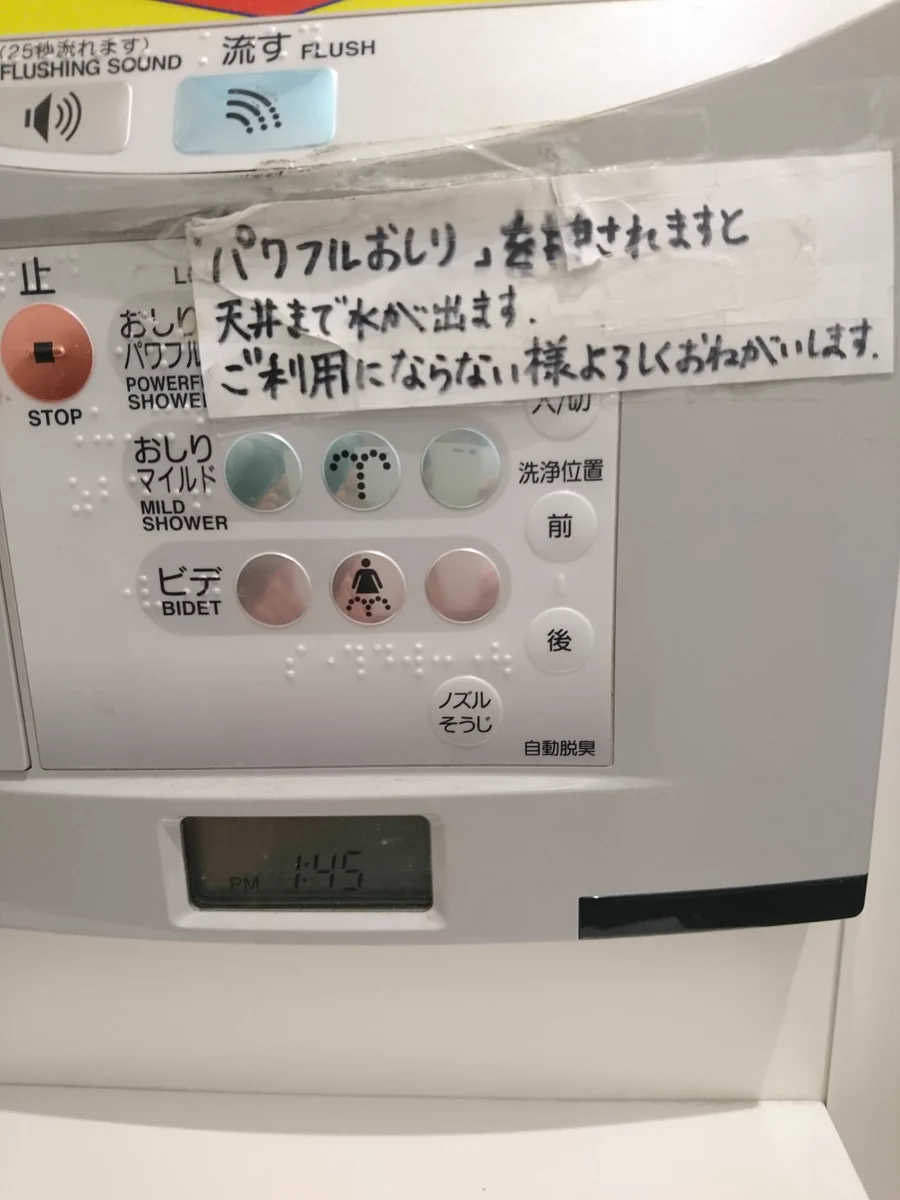 (25秒流れます)
FLUSHING SOUND
流す FLUSH
「パワフルおしり」を押されますと
天井まで水が出ます.
ご利用にならない様よろしくおねがいします.
止
STOP
おしり
パワフル
SHOWER
入/切
おしり
マイルド
MILD
SHOWER
洗浄位置
前
ビデ
BIDET
後
ノズル
そうじ
自動脱臭
PM 1:45